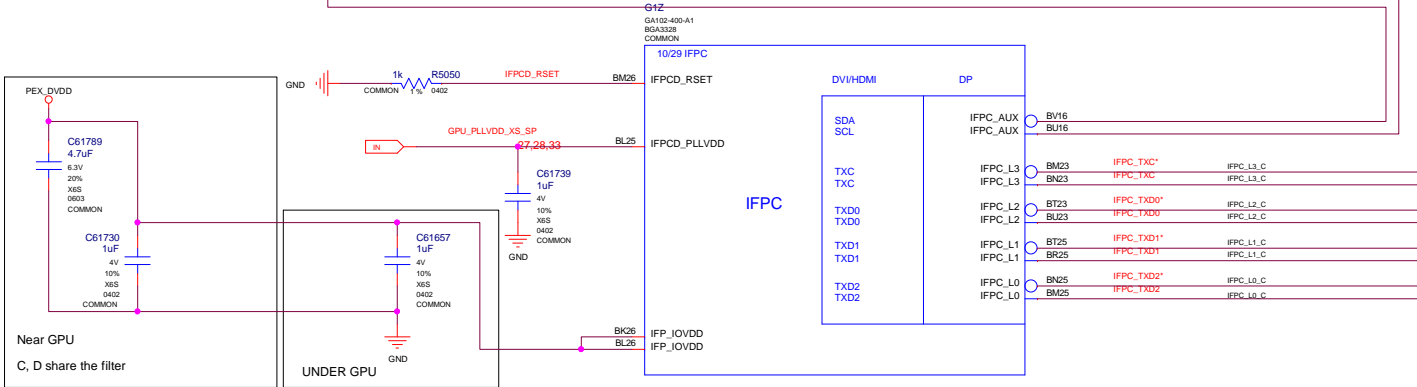 G1Z
GA102-400-A1
BGA3328
COMMON
10/29 IFPC
GND
1k
R5050
COMMON
1%
0402
IFPCD_RSET
BM26
IFPCD_RSET
DVI/HDMI
DP
PEX_DVDD
C61789
4.7uF
6.3V
20%
X6S
0603
COMMON
IN
GPU_PLLVDD_XS_SP
27,28,33
BL25
IFPCD_PLLVDD
C61739
1uF
4V
10%
X6S
0402
COMMON
GND
IFPC
SDA
SCL
IFPC_AUX
IFPC_AUX
BV16
BU16
TXC
TXC
IFPC_L3
IFPC_L3
BM23
BN23
IFPC_TXC*
IFPC_TXC
IFPC_L3_C
IFPC_L3_C
TXD0
TXD0
IFPC_L2
IFPC_L2
BT23
BU23
IFPC_TXD0*
IFPC_TXD0
IFPC_L2_C
IFPC_L2_C
TXD1
TXD1
IFPC_L1
IFPC_L1
BT25
BR25
IFPC_TXD1*
IFPC_TXD1
IFPC_L1_C
IFPC_L1_C
TXD2
TXD2
IFPC_L0
IFPC_L0
BN25
BM25
IFPC_TXD2*
IFPC_TXD2
IFPC_L0_C
IFPC_L0_C
C61730
1uF
4V
10%
X6S
0402
COMMON
C61657
1uF
4V
10%
X6S
0402
COMMON
GND
BK26
IFP_IOVDD
BL26
IFP_IOVDD
Near GPU
C, D share the filter
UNDER GPU